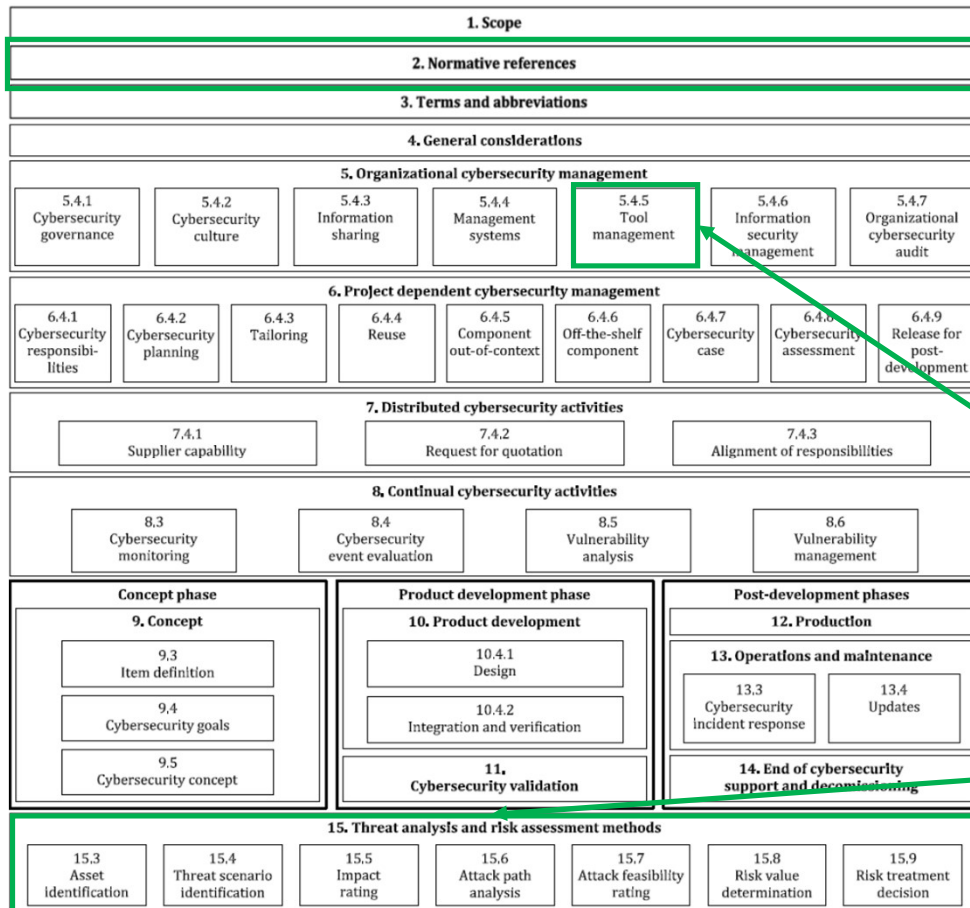 1. Scope
2. Normative references
3. Terms and abbreviations
4. General considerations
5. Organizational cybersecurity management
5.4.1
Cybersecurity
governance
5.4.2
Cybersecurity
culture
5.4.3
Information
sharing
5.4.4
Management
systems
5.4.5
Tool
management
5.4.6
Information
security
management
5.4.7
Organizational
cybersecurity
audit
6. Project dependent cybersecurity management
6.4.1
Cybersecurity
responsibi-
lities
6.4.2
Cybersecurity
planning
6.4.3
Tailoring
6.4.4
Reuse
6.4.5
Component
out-of-context
6.4.6
Off-the-shelf
component
6.4.7
Cybersecurity
case
6.4.8
Cybersecurity
assessment
6.4.9
Release for
post-
development
7. Distributed cybersecurity activities
7.4.1
Supplier capability
7.4.2
Request for quotation
7.4.3
Alignment of responsibilities
8. Continual cybersecurity activities
8.3
Cybersecurity
monitoring
8.4
Cybersecurity
event evaluation
8.5
Vulnerability
analysis
8.6
Vulnerability
management
Concept phase
9. Concept
9.3
Item definition
9.4
Cybersecurity goals
9.5
Cybersecurity concept
Product development phase
10. Product development
10.4.1
Design
10.4.2
Integration and verification
11.
Cybersecurity validation
Post-development phases
12. Production
13. Operations and maintenance
13.3
Cybersecurity
incident response
13.4
Updates
14. End of cybersecurity
support and decomissioning
15. Threat analysis and risk assessment methods
15.3
Asset
identification
15.4
Threat scenario
identification
15.5
Impact
rating
15.6
Attack path
analysis
15.7
Attack feasibility
rating
15.8
Risk value
determination
15.9
Risk treatment
decision